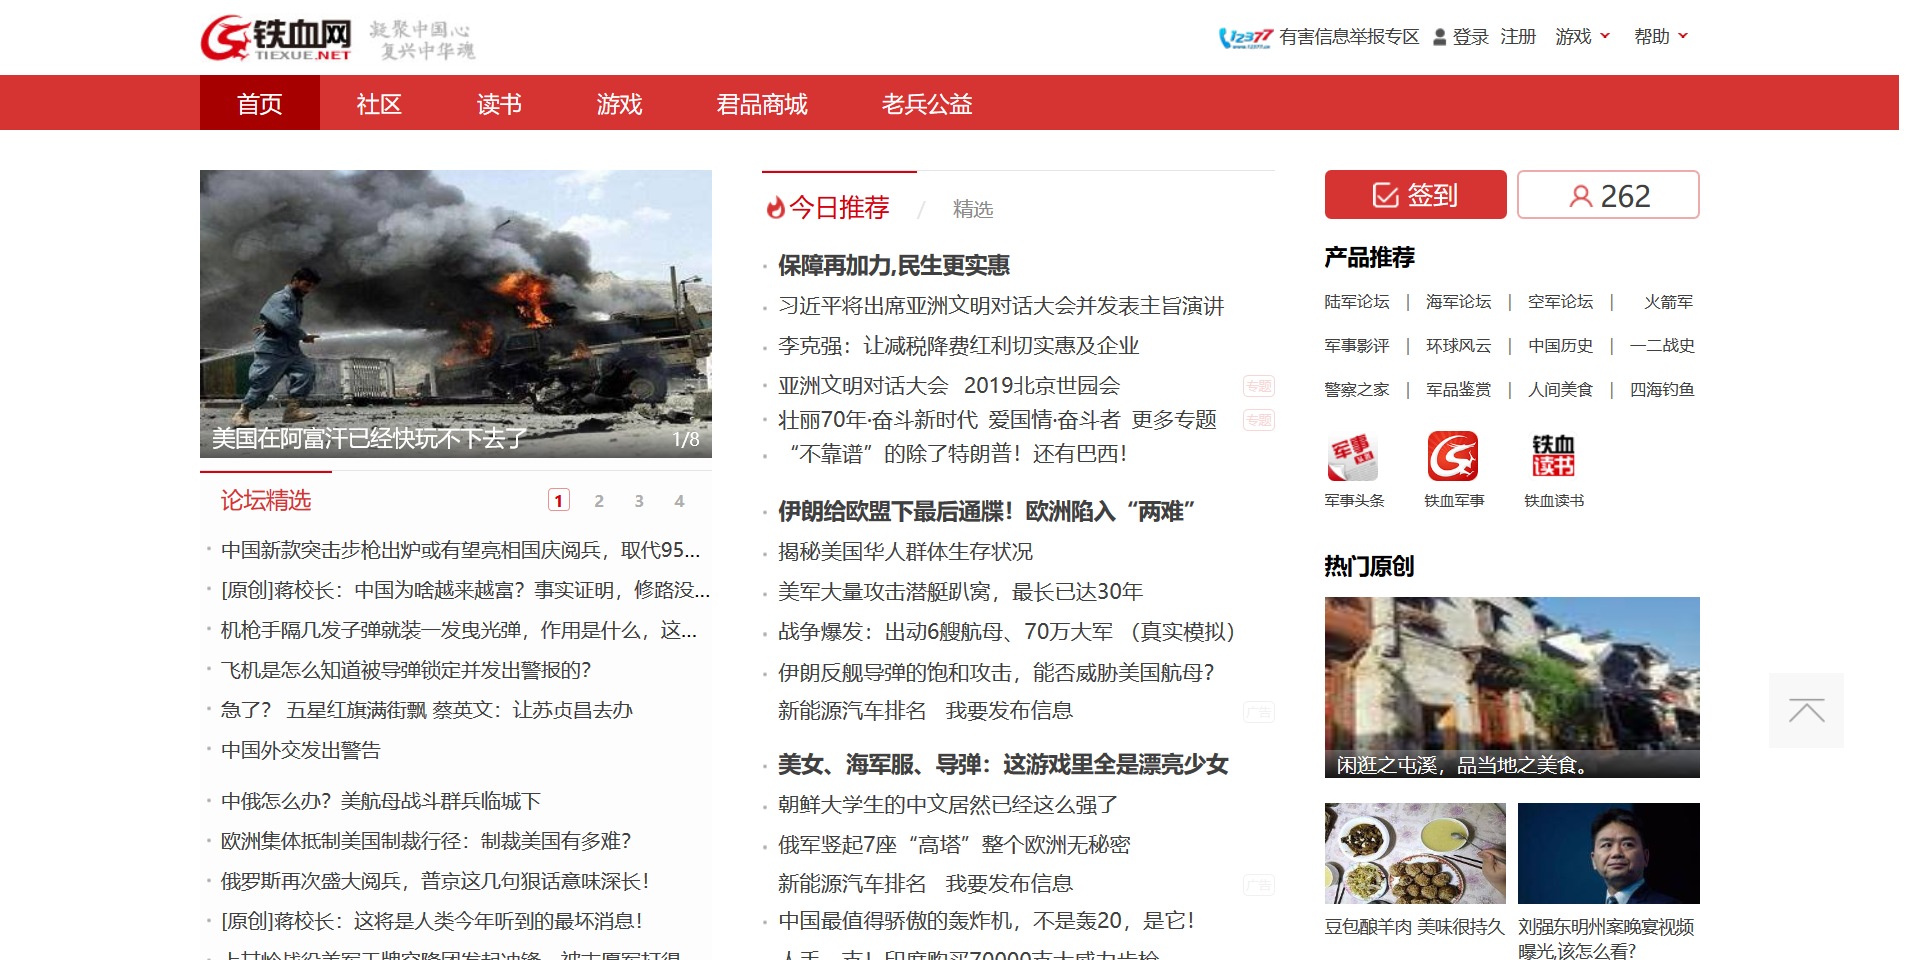 铁血网
TIEXUE.NET
凝聚中国心
复兴中华魂
12377 有害信息举报专区 登录 注册 游戏 帮助
首页 社区 读书 游戏 君品商城 老兵公益
美国在阿富汗已经快玩不下去了 1/8
论坛精选 1 2 3 4
中国新款突击步枪出炉或有望亮相国庆阅兵，取代95...
[原创]蒋校长：中国为啥越来越富？事实证明，修路没...
机枪手隔几发子弹就装一发曳光弹，作用是什么，这...
飞机是怎么知道被导弹锁定并发出警报的？
急了？ 五星红旗满街飘 蔡英文：让苏贞昌去办
中国外交发出警告
中俄怎么办？美航母战斗群兵临城下
欧洲集体抵制美国制裁行径：制裁美国有多难？
俄罗斯再次盛大阅兵，普京这几句狠话意味深长！
[原创]蒋校长：这将是人类今年听到的最坏消息！
今日推荐 / 精选
保障再加力,民生更实惠
习近平将出席亚洲文明对话大会并发表主旨演讲
李克强：让减税降费红利切实惠及企业
亚洲文明对话大会 2019北京世园会 专题
壮丽70年·奋斗新时代 爱国情·奋斗者 更多专题 专题
“不靠谱”的除了特朗普！还有巴西！
伊朗给欧盟下最后通牒！欧洲陷入“两难”
揭秘美国华人群体生存状况
美军大量攻击潜艇趴窝，最长已达30年
战争爆发：出动6艘航母、70万大军 （真实模拟）
伊朗反舰导弹的饱和攻击，能否威胁美国航母？
新能源汽车排名 我要发布信息 广告
美女、海军服、导弹：这游戏里全是漂亮少女
朝鲜大学生的中文居然已经这么强了
俄军竖起7座“高塔”整个欧洲无秘密
新能源汽车排名 我要发布信息 广告
中国最值得骄傲的轰炸机，不是轰20，是它！
签到 262
产品推荐
陆军论坛 | 海军论坛 | 空军论坛 | 火箭军
军事影评 | 环球风云 | 中国历史 | 一二战史
警察之家 | 军品鉴赏 | 人间美食 | 四海钓鱼
军事
铁血
读书
军事头条 铁血军事 铁血读书
热门原创
闲逛之屯溪，品当地之美食。
豆包酿羊肉 美味很持久
刘强东明州案晚宴视频
曝光,该怎么看?